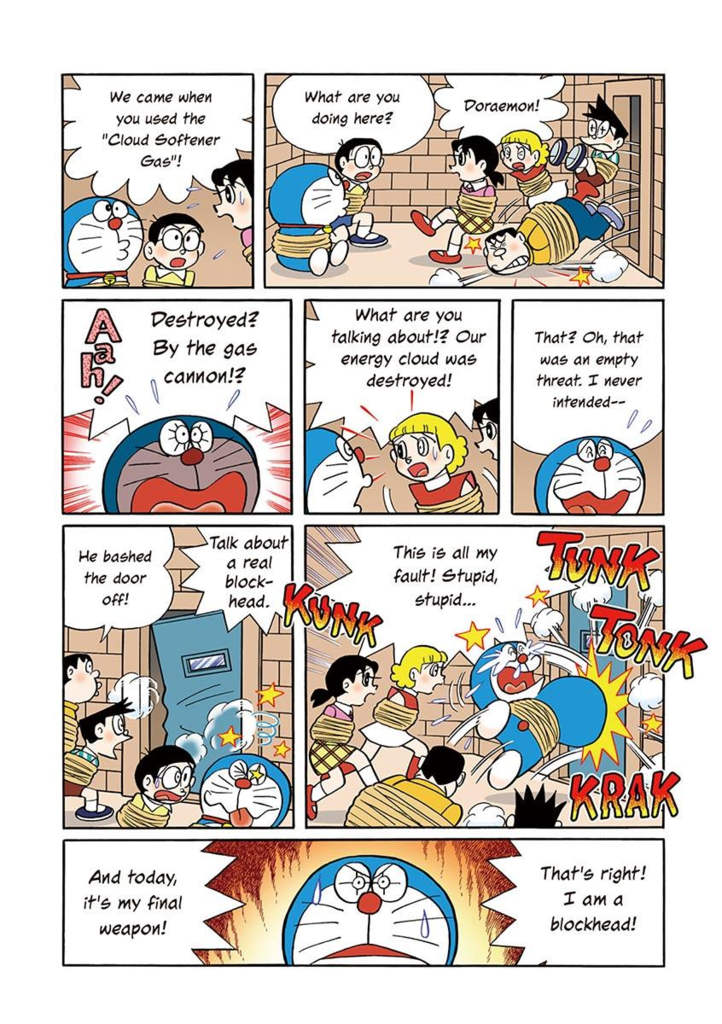 Doraemon!
What are you
doing here?
We came when
you used the
"Cloud Softener
Gas"!
That? Oh, that
was an empty
threat. I never
intended--
What are you
talking about!? Our
energy cloud was
destroyed!
Destroyed?
By the gas
cannon!?
Aah!
TUNK
TONK
This is all my
fault! Stupid,
stupid...
KRAK
KUNK
Talk about
a real
block-
head.
He bashed
the door
off!
That's right!
I am a
blockhead!
And today,
it's my final
weapon!